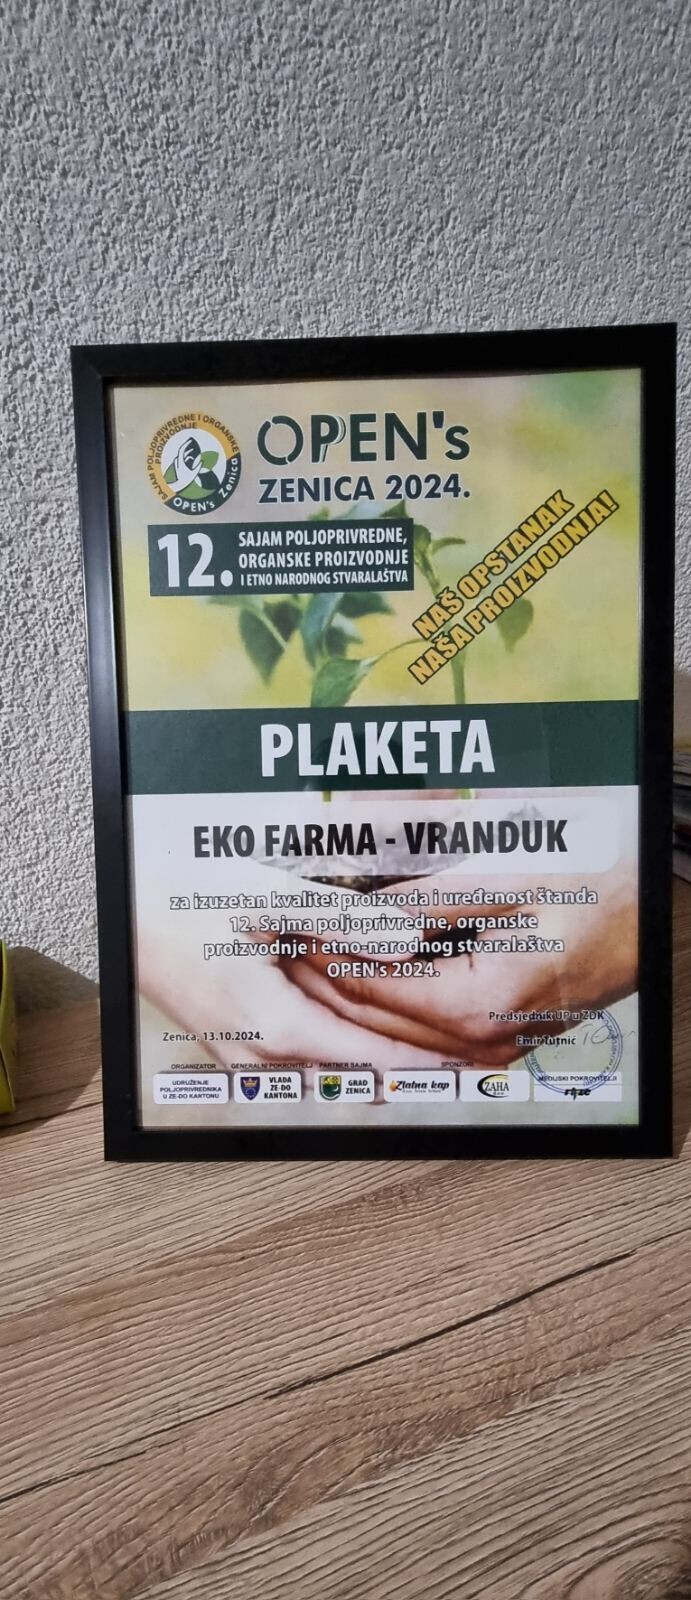 SAJAM POLJOPRIVREDNE I ORGANSKE
PROIZVODNJE
OPEN's Zenica
OPEN's
ZENICA 2024.
12. SAJAM POLJOPRIVREDNE,
ORGANSKE PROIZVODNJE
I ETNO NARODNOG STVARALAŠTVA
NAŠ OPSTANAK
NAŠA PROIZVODNJA!
PLAKETA
EKO FARMA - VRANDUK
za izuzetan kvalitet proizvoda i uređenost štanda
12. Sajma poljoprivredne, organske
proizvodnje i etno-narodnog stvaralaštva
OPEN's 2024.
Predsjednik UP u ZDK
Zenica, 13.10.2024.
Emir Tutnić
ORGANIZATOR GENERALNI POKROVITELJ PARTNER SAJMA SPONZORI MEDIJSKI POKROVITELJI
UDRUŽENJE
POLJOPRIVREDNIKA
U ZE-DO KANTONU
VLADA
ZE-DO
KANTONA
GRAD
ZENICA
Zlatna kap
ZAHA
d.o.o.